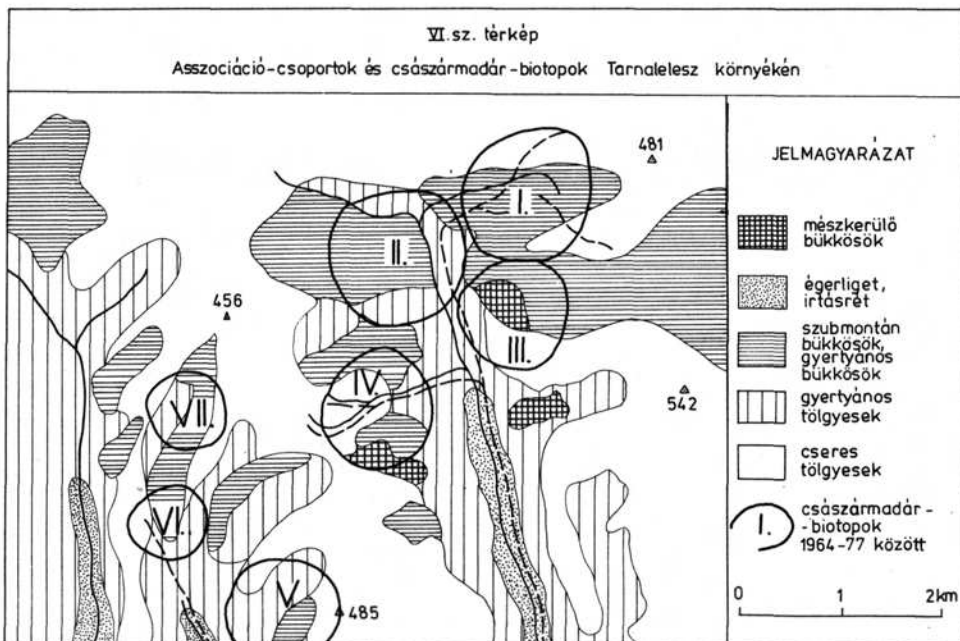 VI.sz. térkép
Asszociáció-csoportok és császármadár-biotopok Tarnalelesz környékén
481
456
542
485
I.
II.
III.
IV.
VII.
VI.
V.
JELMAGYARÁZAT
mészkerülő
bükkösök
égerliget,
irtásrét
szubmontán
bükkösök,
gyertyános
bükkösök
gyertyános
tölgyesek
cseres
tölgyesek
I.
császármadár-
-biotopok
1964-77 között
0 1 2km